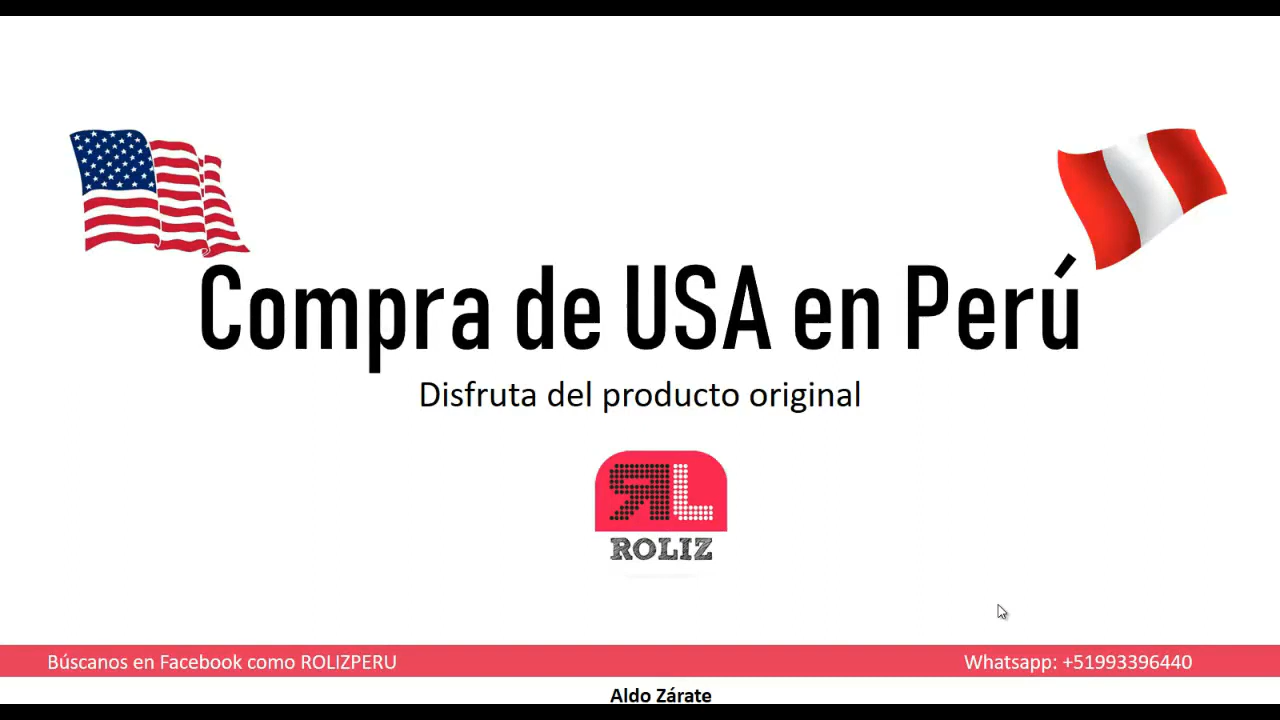 Compra de USA en Perú
Disfruta del producto original
RL
ROLIZ
Búscanos en Facebook como ROLIZPERU
Whatsapp: +51993396440
Aldo Zárate